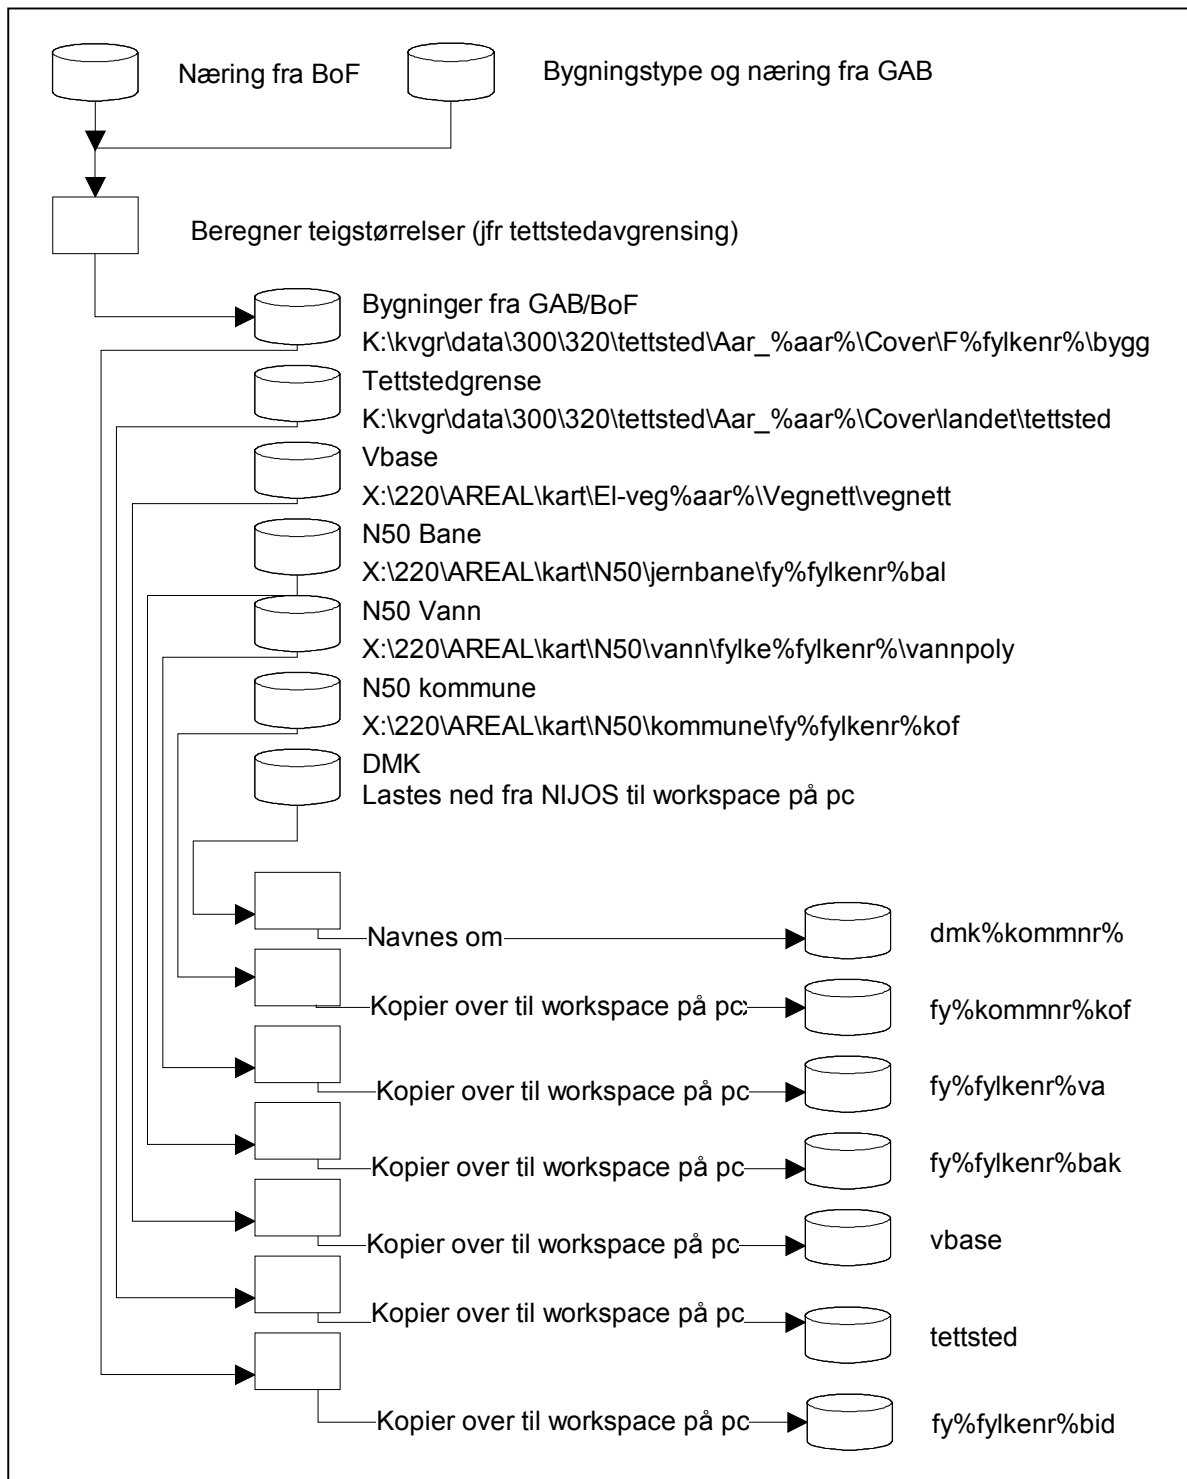 Næring fra BoF
Bygningstype og næring fra GAB
Beregner teigstørrelser (jfr tettstedavgrensing)
Bygninger fra GAB/BoF
K:\kvgr\data\300\320\tettsted\Aar_%aar%\Cover\F%fylkenr%\bygg
Tettstedgrense
K:\kvgr\data\300\320\tettsted\Aar_%aar%\Cover\landet\tettsted
Vbase
X:\220\AREAL\kart\El-veg%aar%\Vegnett\vegnett
N50 Bane
X:\220\AREAL\kart\N50\jernbane\fy%fylkenr%bal
N50 Vann
X:\220\AREAL\kart\N50\vann\fylke%fylkenr%\vannpoly
N50 kommune
X:\220\AREAL\kart\N50\kommune\fy%fylkenr%kof
DMK
Lastes ned fra NIJOS til workspace på pc
Navnes om
dmk%kommnr%
Kopier over til workspace på pc
fy%kommnr%kof
Kopier over til workspace på pc
fy%fylkenr%va
Kopier over til workspace på pc
fy%fylkenr%bak
Kopier over til workspace på pc
vbase
Kopier over til workspace på pc
tettsted
Kopier over til workspace på pc
fy%fylkenr%bid